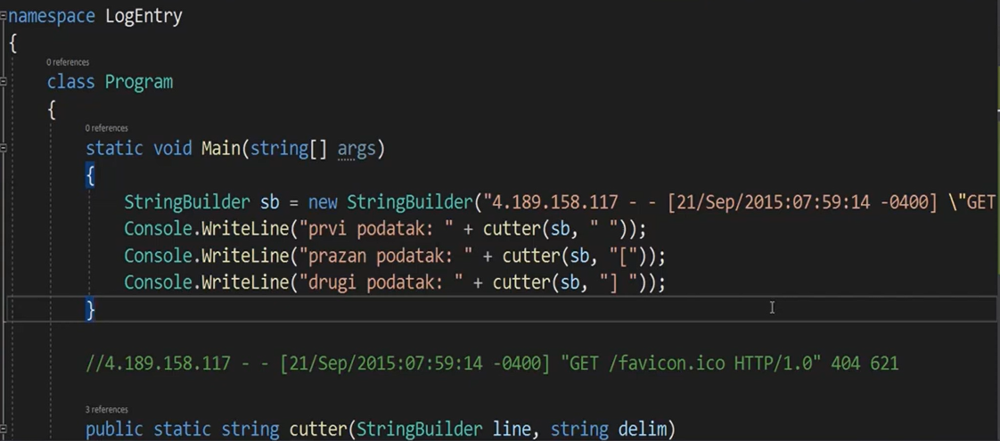 namespace LogEntry
{
0 references
class Program
{
0 references
static void Main(string[] args)
{
StringBuilder sb = new StringBuilder("4.189.158.117 - - [21/Sep/2015:07:59:14 -0400] \"GET
Console.WriteLine("prvi podatak: " + cutter(sb, " "));
Console.WriteLine("prazan podatak: " + cutter(sb, "["));
Console.WriteLine("drugi podatak: " + cutter(sb, "] "));
}
//4.189.158.117 - - [21/Sep/2015:07:59:14 -0400] "GET /favicon.ico HTTP/1.0" 404 621
3 references
public static string cutter(StringBuilder line, string delim)